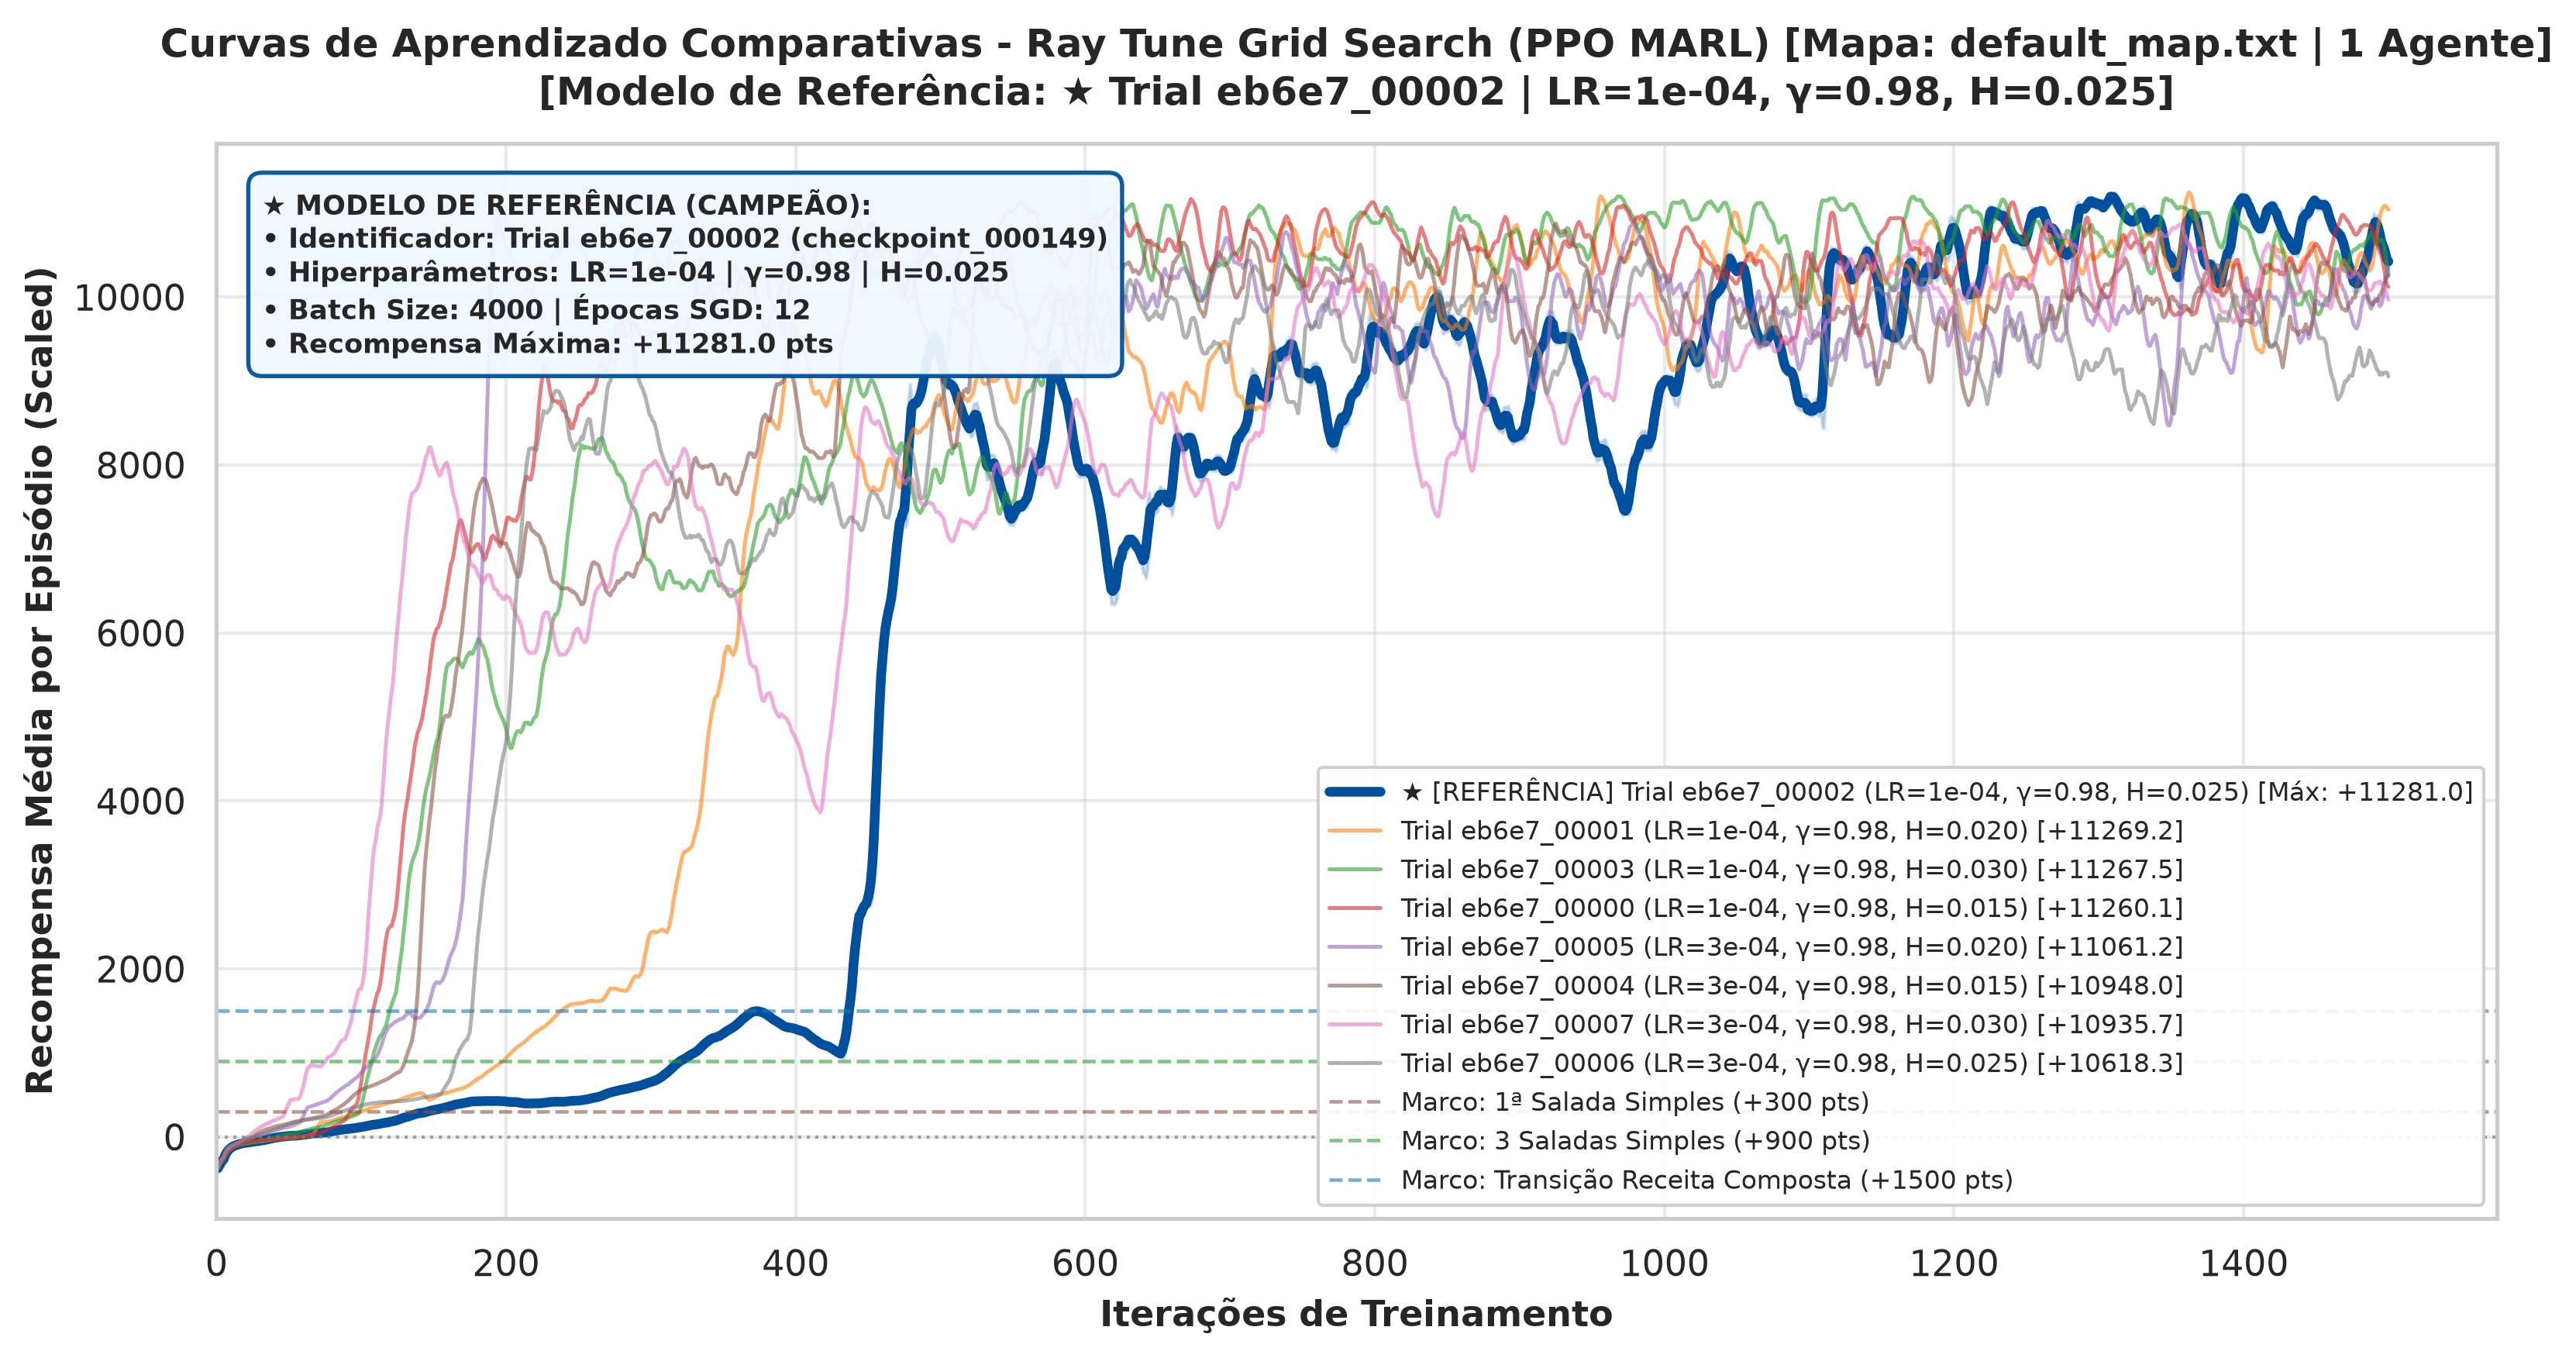 Curvas de Aprendizado Comparativas - Ray Tune Grid Search (PPO MARL) [Mapa: default_map.txt | 1 Agente]
[Modelo de Referência: ★ Trial eb6e7_00002 | LR=1e-04, γ=0.98, H=0.025]
★ MODELO DE REFERÊNCIA (CAMPEÃO):
• Identificador: Trial eb6e7_00002 (checkpoint_000149)
• Hiperparâmetros: LR=1e-04 | γ=0.98 | H=0.025
• Batch Size: 4000 | Épocas SGD: 12
• Recompensa Máxima: +11281.0 pts
Recompensa Média por Episódio (Scaled)
10000
8000
6000
4000
2000
0
★ [REFERÊNCIA] Trial eb6e7_00002 (LR=1e-04, γ=0.98, H=0.025) [Máx: +11281.0]
Trial eb6e7_00001 (LR=1e-04, γ=0.98, H=0.020) [+11269.2]
Trial eb6e7_00003 (LR=1e-04, γ=0.98, H=0.030) [+11267.5]
Trial eb6e7_00000 (LR=1e-04, γ=0.98, H=0.015) [+11260.1]
Trial eb6e7_00005 (LR=3e-04, γ=0.98, H=0.020) [+11061.2]
Trial eb6e7_00004 (LR=3e-04, γ=0.98, H=0.015) [+10948.0]
Trial eb6e7_00007 (LR=3e-04, γ=0.98, H=0.030) [+10935.7]
Trial eb6e7_00006 (LR=3e-04, γ=0.98, H=0.025) [+10618.3]
Marco: 1ª Salada Simples (+300 pts)
Marco: 3 Saladas Simples (+900 pts)
Marco: Transição Receita Composta (+1500 pts)
0 200 400 600 800 1000 1200 1400
Iterações de Treinamento